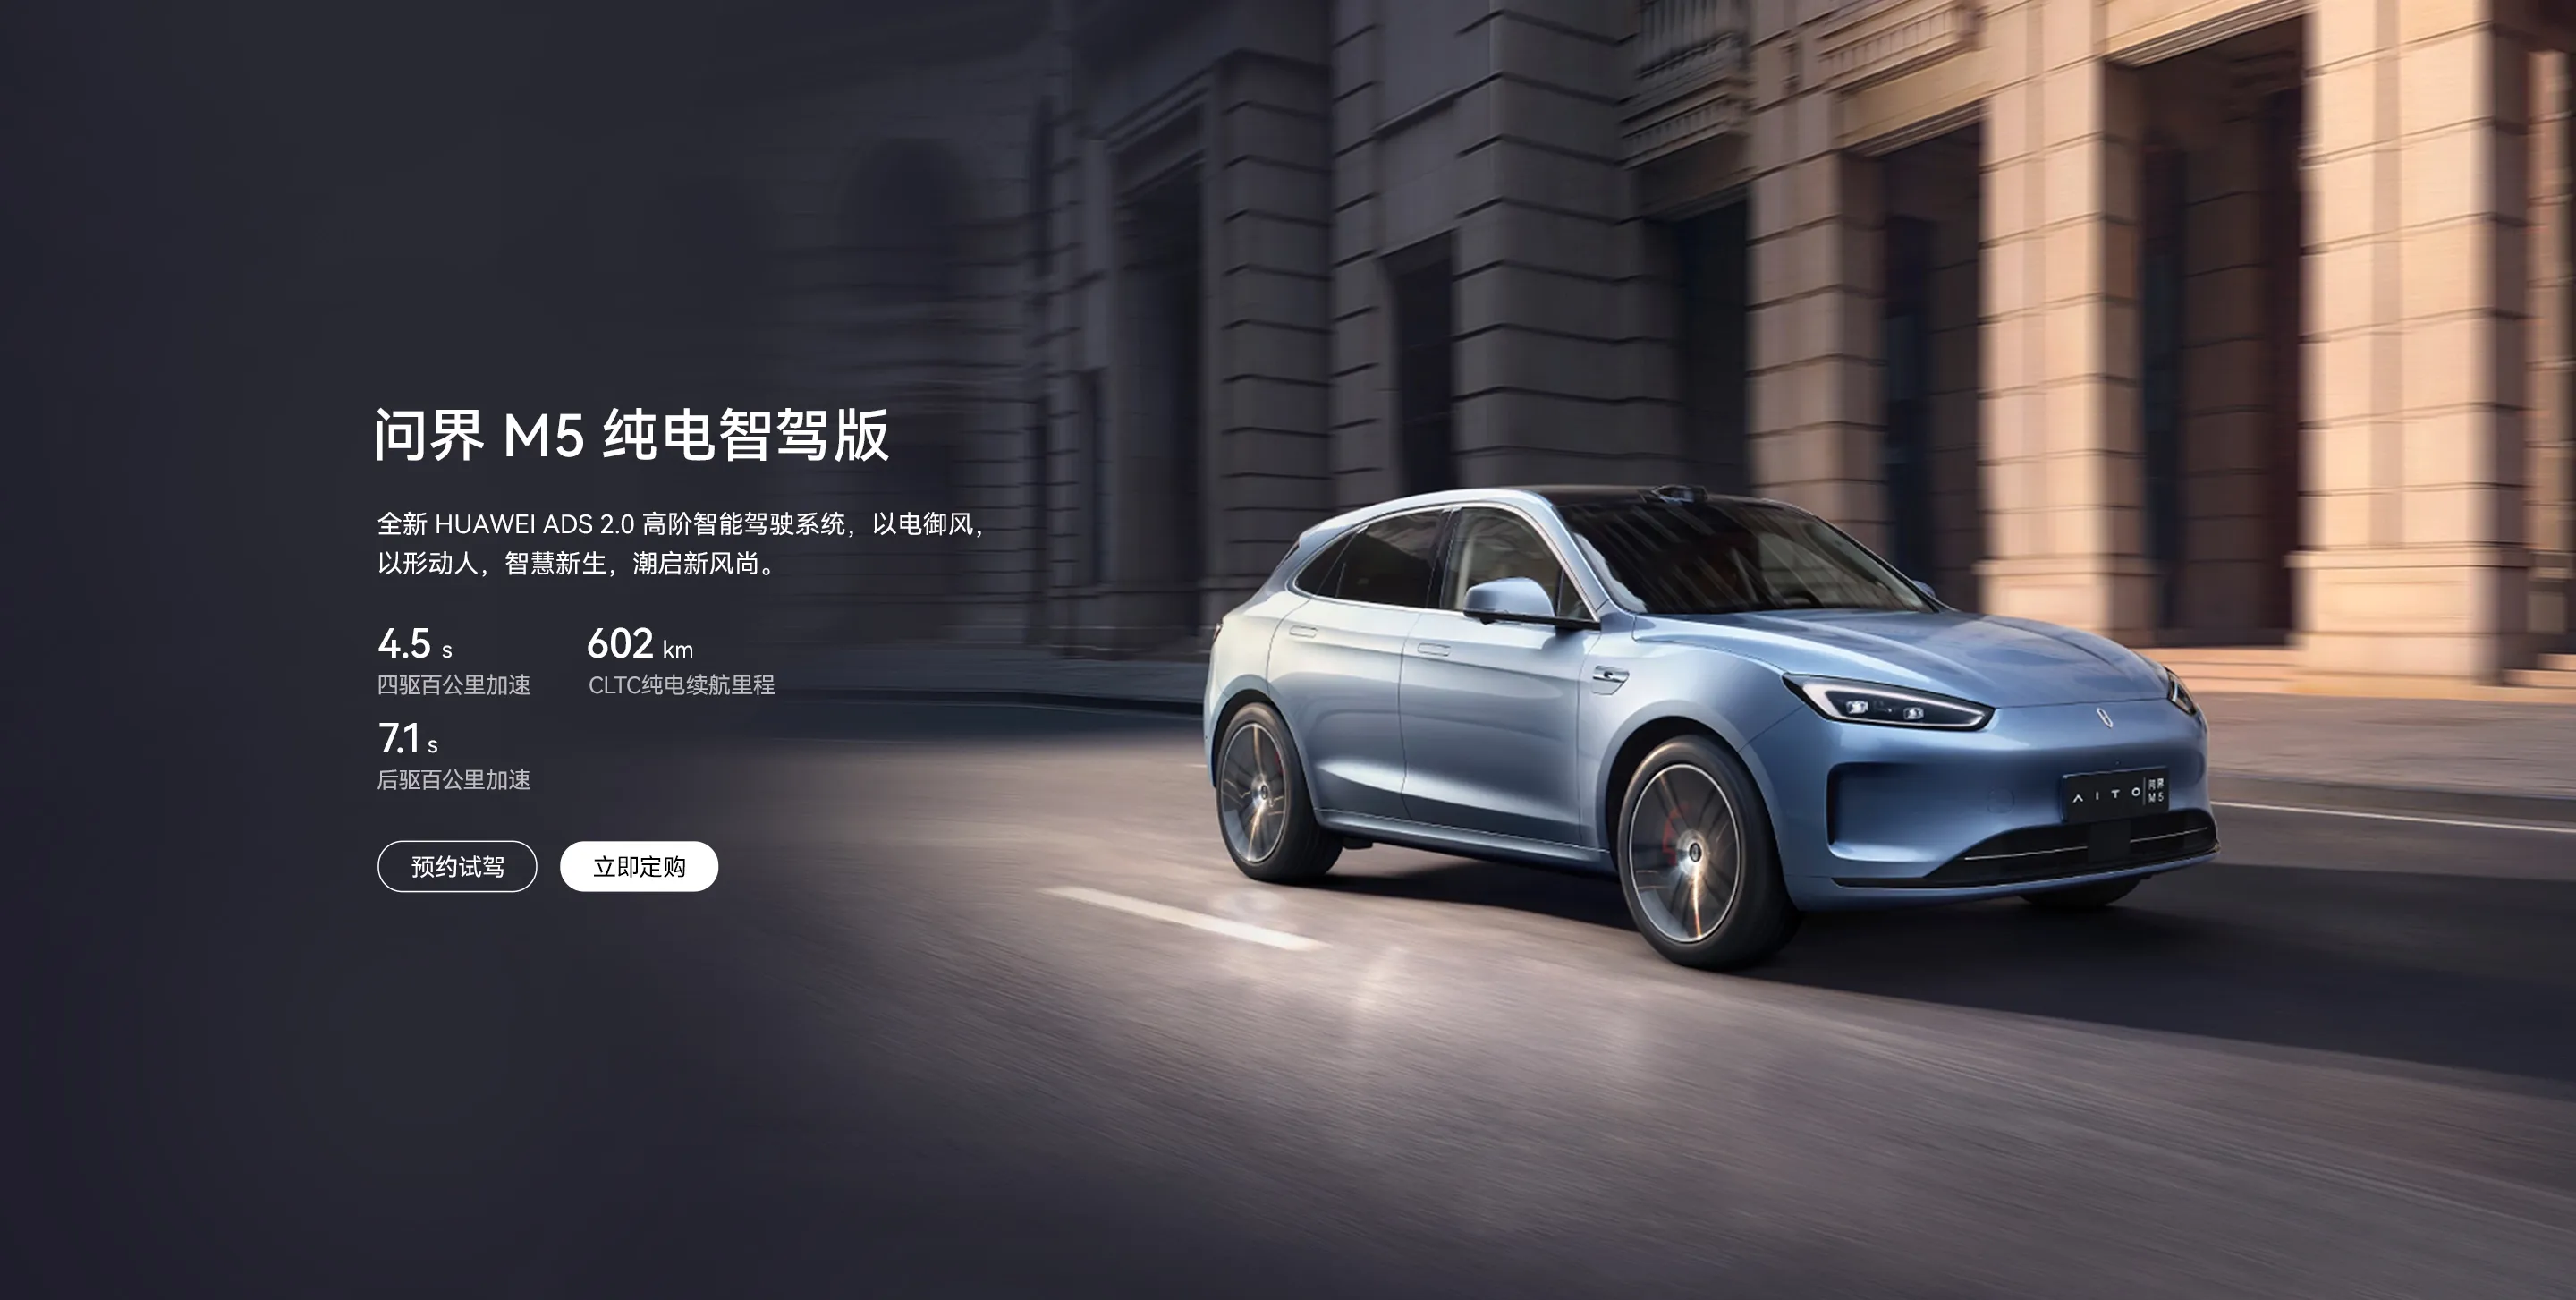 问界 M5 纯电智驾版
全新 HUAWEI ADS 2.0 高阶智能驾驶系统，以电御风，
以形动人，智慧新生，潮启新风尚。
4.5 s
四驱百公里加速
602 km
CLTC纯电续航里程
7.1 s
后驱百公里加速
预约试驾
立即定购
AITO 问界 M5